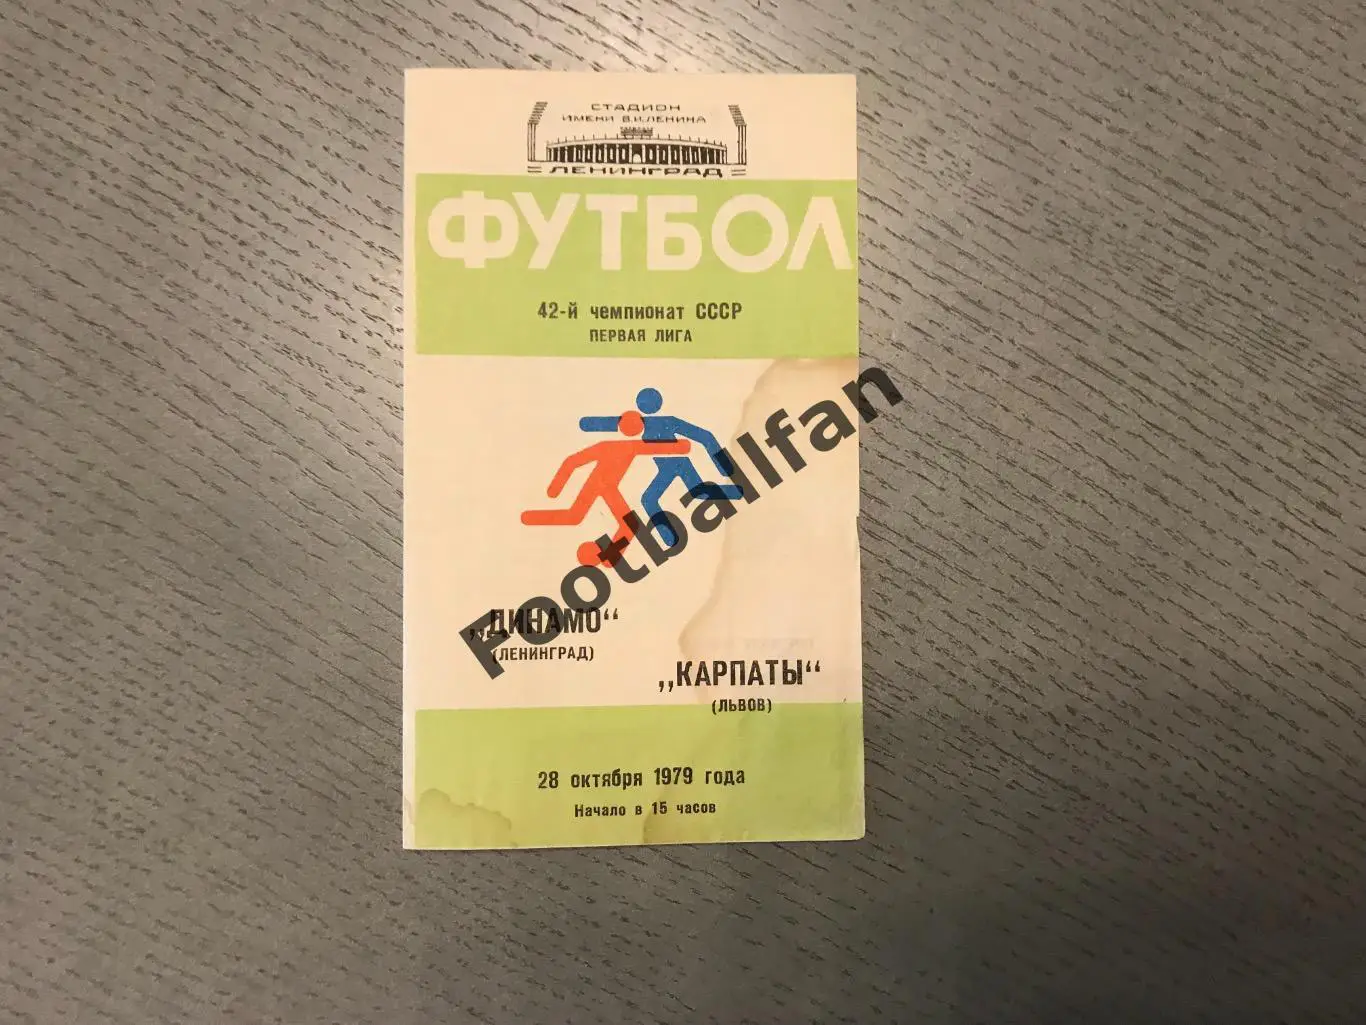 СТАДИОН
ИМЕНИ В.И.ЛЕНИНА
ЛЕНИНГРАД
ФУТБОЛ
42-й чемпионат СССР
ПЕРВАЯ ЛИГА
„ДИНАМО“
(ЛЕНИНГРАД)
„КАРПАТЫ“
(ЛЬВОВ)
28 октября 1979 года
Начало в 15 часов
Footballfan